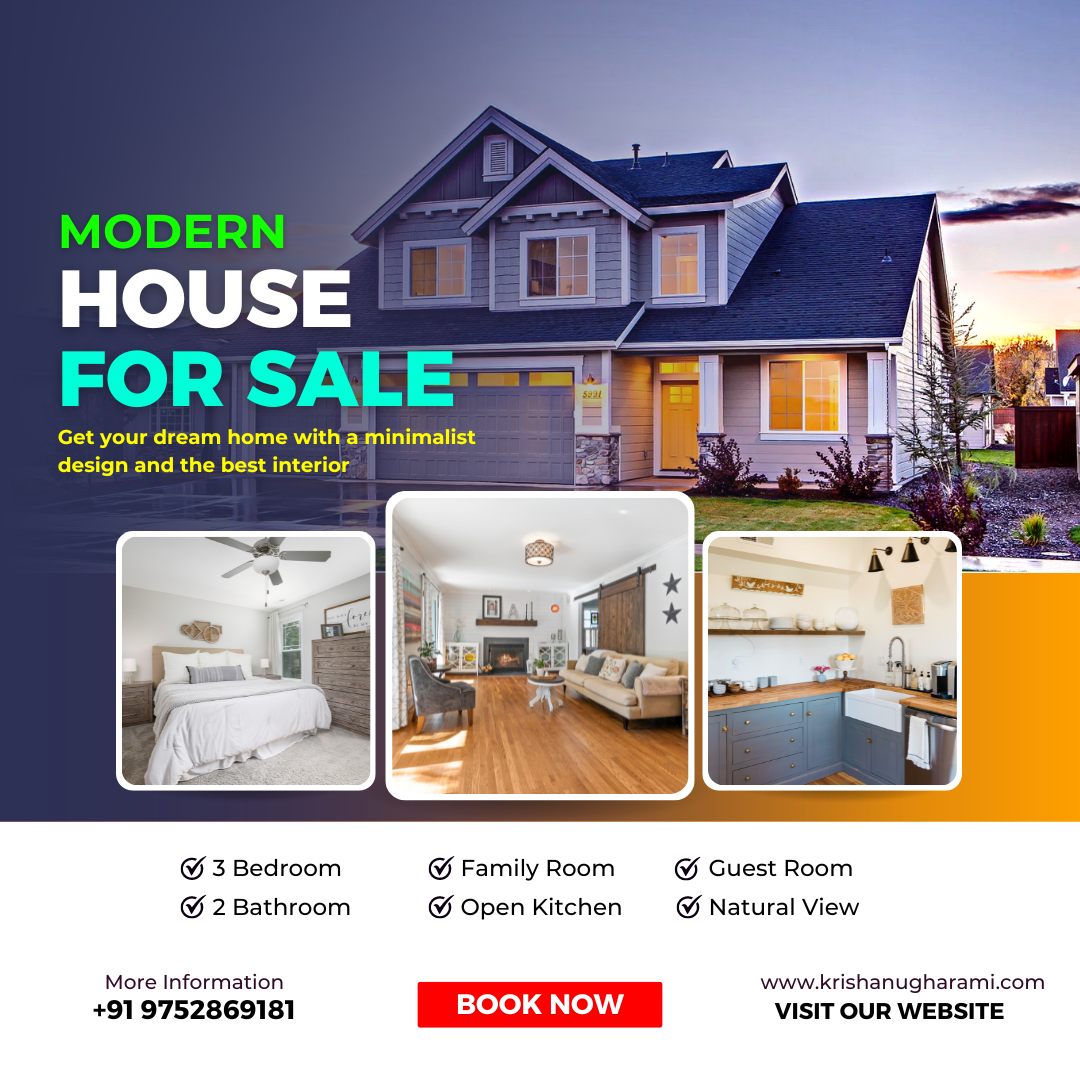 MODERN
HOUSE
FOR SALE
Get your dream home with a minimalist
design and the best interior
3 Bedroom
Family Room
Guest Room
2 Bathroom
Open Kitchen
Natural View
More Information
+91 9752869181
BOOK NOW
www.krishanugharami.com
VISIT OUR WEBSITE